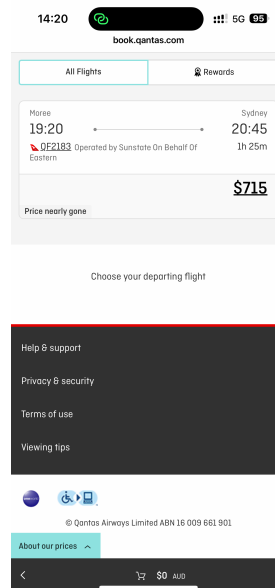 14:20 5G 95
book.qantas.com
All Flights Rewards
Moree Sydney
19:20 20:45
QF2183 Operated by Sunstate On Behalf Of 1h 25m
Eastern
$715
Price nearly gone
Choose your departing flight
Help & support
Privacy & security
Terms of use
Viewing tips
© Qantas Airways Limited ABN 16 009 661 901
About our prices
$0 AUD